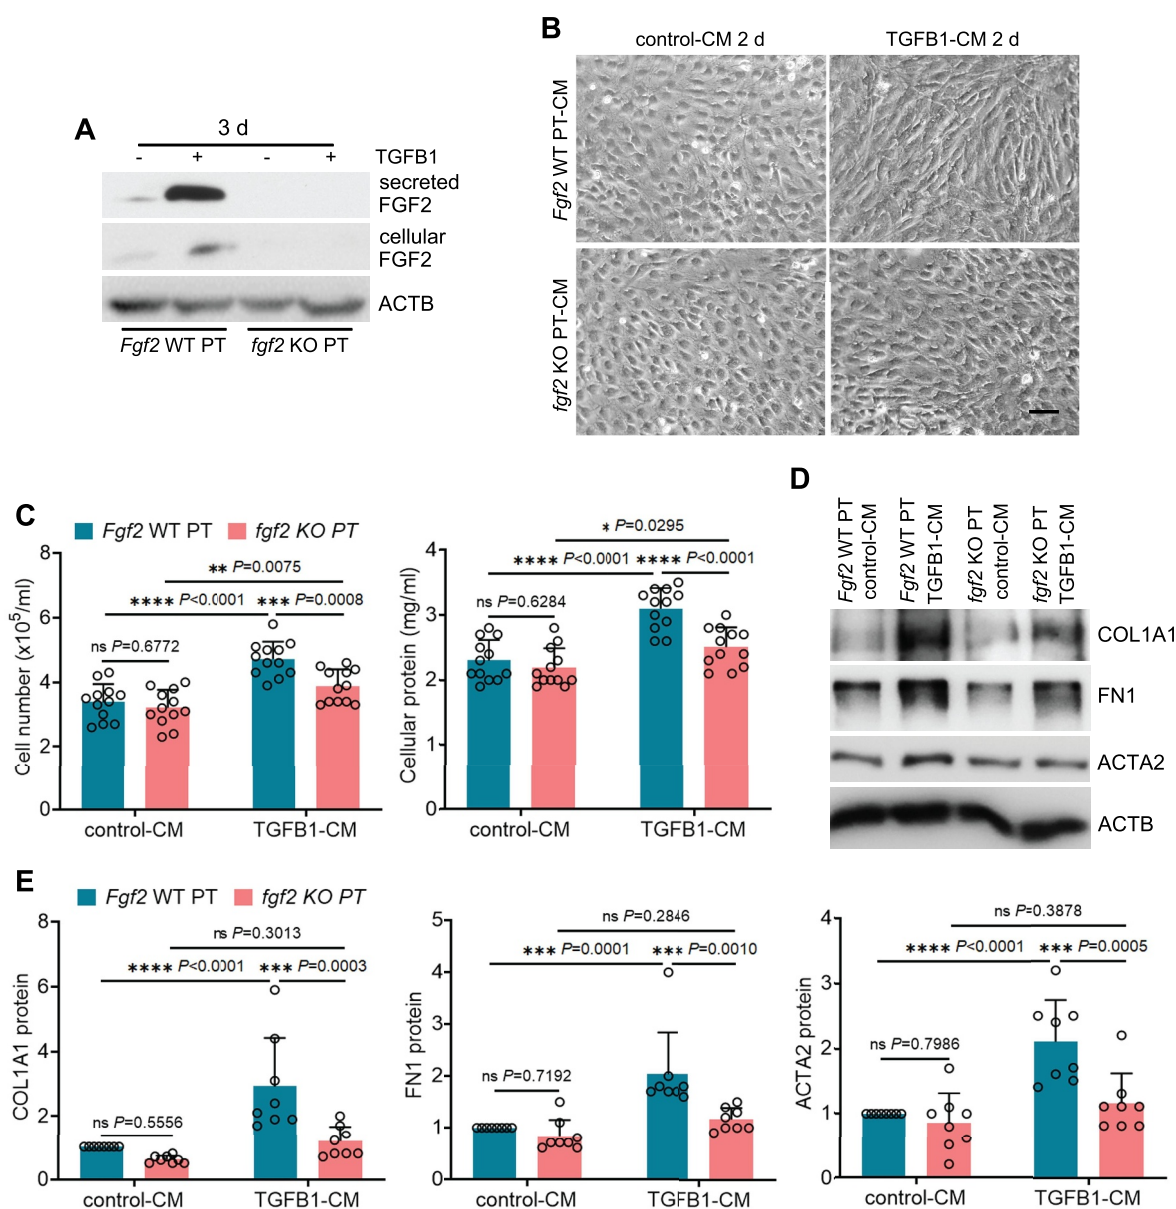 A
3 d
- + - + TGFB1
secreted
FGF2
cellular
FGF2
ACTB
Fgf2 WT PT fgf2 KO PT
B
control-CM 2 d TGFB1-CM 2 d
Fgf2 WT PT-CM
fgf2 KO PT-CM
C
Fgf2 WT PT fgf2 KO PT
Cell number (x10⁵/ml)
8
6
4
2
0
** P=0.0075
**** P<0.0001 *** P=0.0008
ns P=0.6772
control-CM TGFB1-CM
Cellular protein (mg/ml)
4
3
2
1
0
* P=0.0295
**** P<0.0001 **** P<0.0001
ns P=0.6284
control-CM TGFB1-CM
D
Fgf2 WT PT
control-CM
Fgf2 WT PT
TGFB1-CM
fgf2 KO PT
control-CM
fgf2 KO PT
TGFB1-CM
COL1A1
FN1
ACTA2
ACTB
E
Fgf2 WT PT fgf2 KO PT
COL1A1 protein
8
6
4
2
0
ns P=0.3013
**** P<0.0001 *** P=0.0003
ns P=0.5556
control-CM TGFB1-CM
FN1 protein
5
4
3
2
1
0
ns P=0.2846
*** P=0.0001 *** P=0.0010
ns P=0.7192
control-CM TGFB1-CM
ACTA2 protein
4
3
2
1
0
ns P=0.3878
**** P<0.0001 *** P=0.0005
ns P=0.7986
control-CM TGFB1-CM